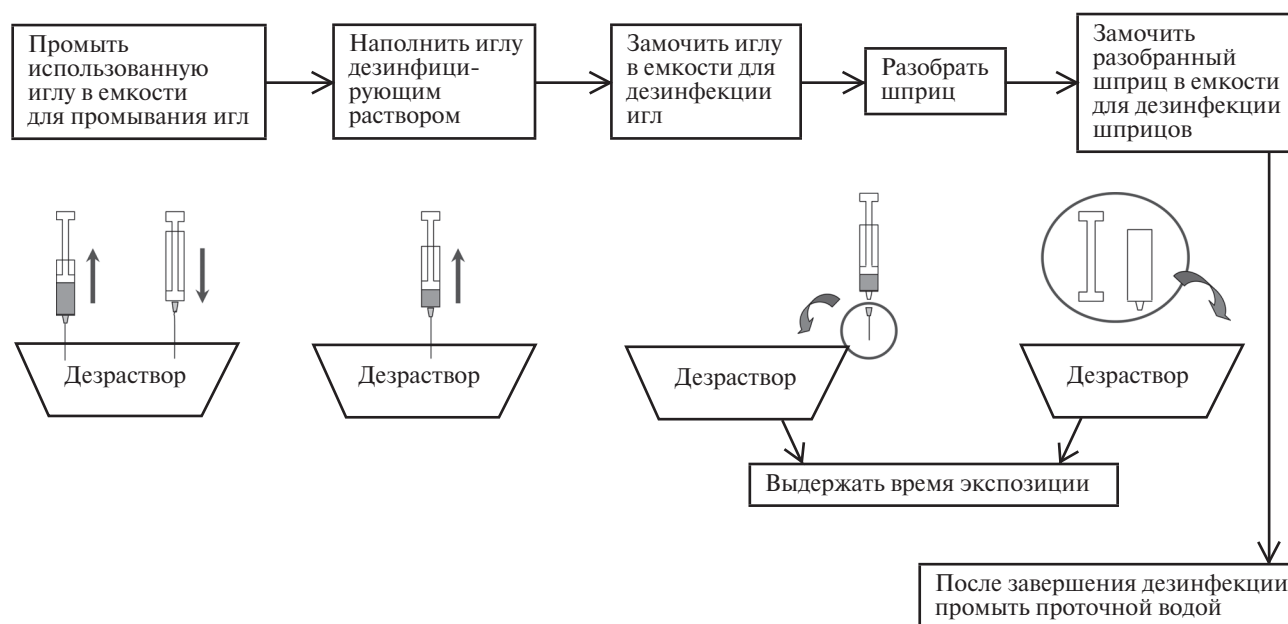 Промыть
использованную
иглу в емкости
для промывания игл
Наполнить иглу
дезинфици-
рующим
раствором
Замочить иглу
в емкости для
дезинфекции
игл
Разобрать
шприц
Замочить
разобранный
шприц в емкости
для дезинфекции
шприцов
Дезраствор
Дезраствор
Дезраствор
Дезраствор
Выдержать время экспозиции
После завершения дезинфекции
промыть проточной водой